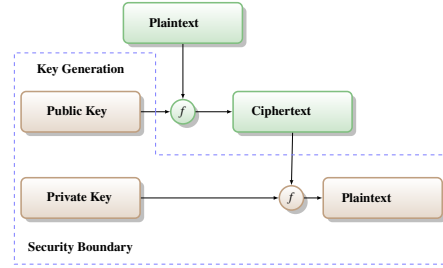 Plaintext
Key Generation
Public Key
f
Ciphertext
Private Key
f
Plaintext
Security Boundary